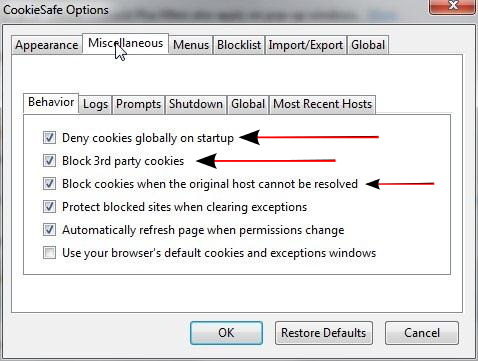 CookieSafe Options
Appearance Miscellaneous Menus Blocklist Import/Export Global
Behavior Logs Prompts Shutdown Global Most Recent Hosts
Deny cookies globally on startup
Block 3rd party cookies
Block cookies when the original host cannot be resolved
Protect blocked sites when clearing exceptions
Automatically refresh page when permissions change
Use your browser's default cookies and exceptions windows
OK Restore Defaults Cancel